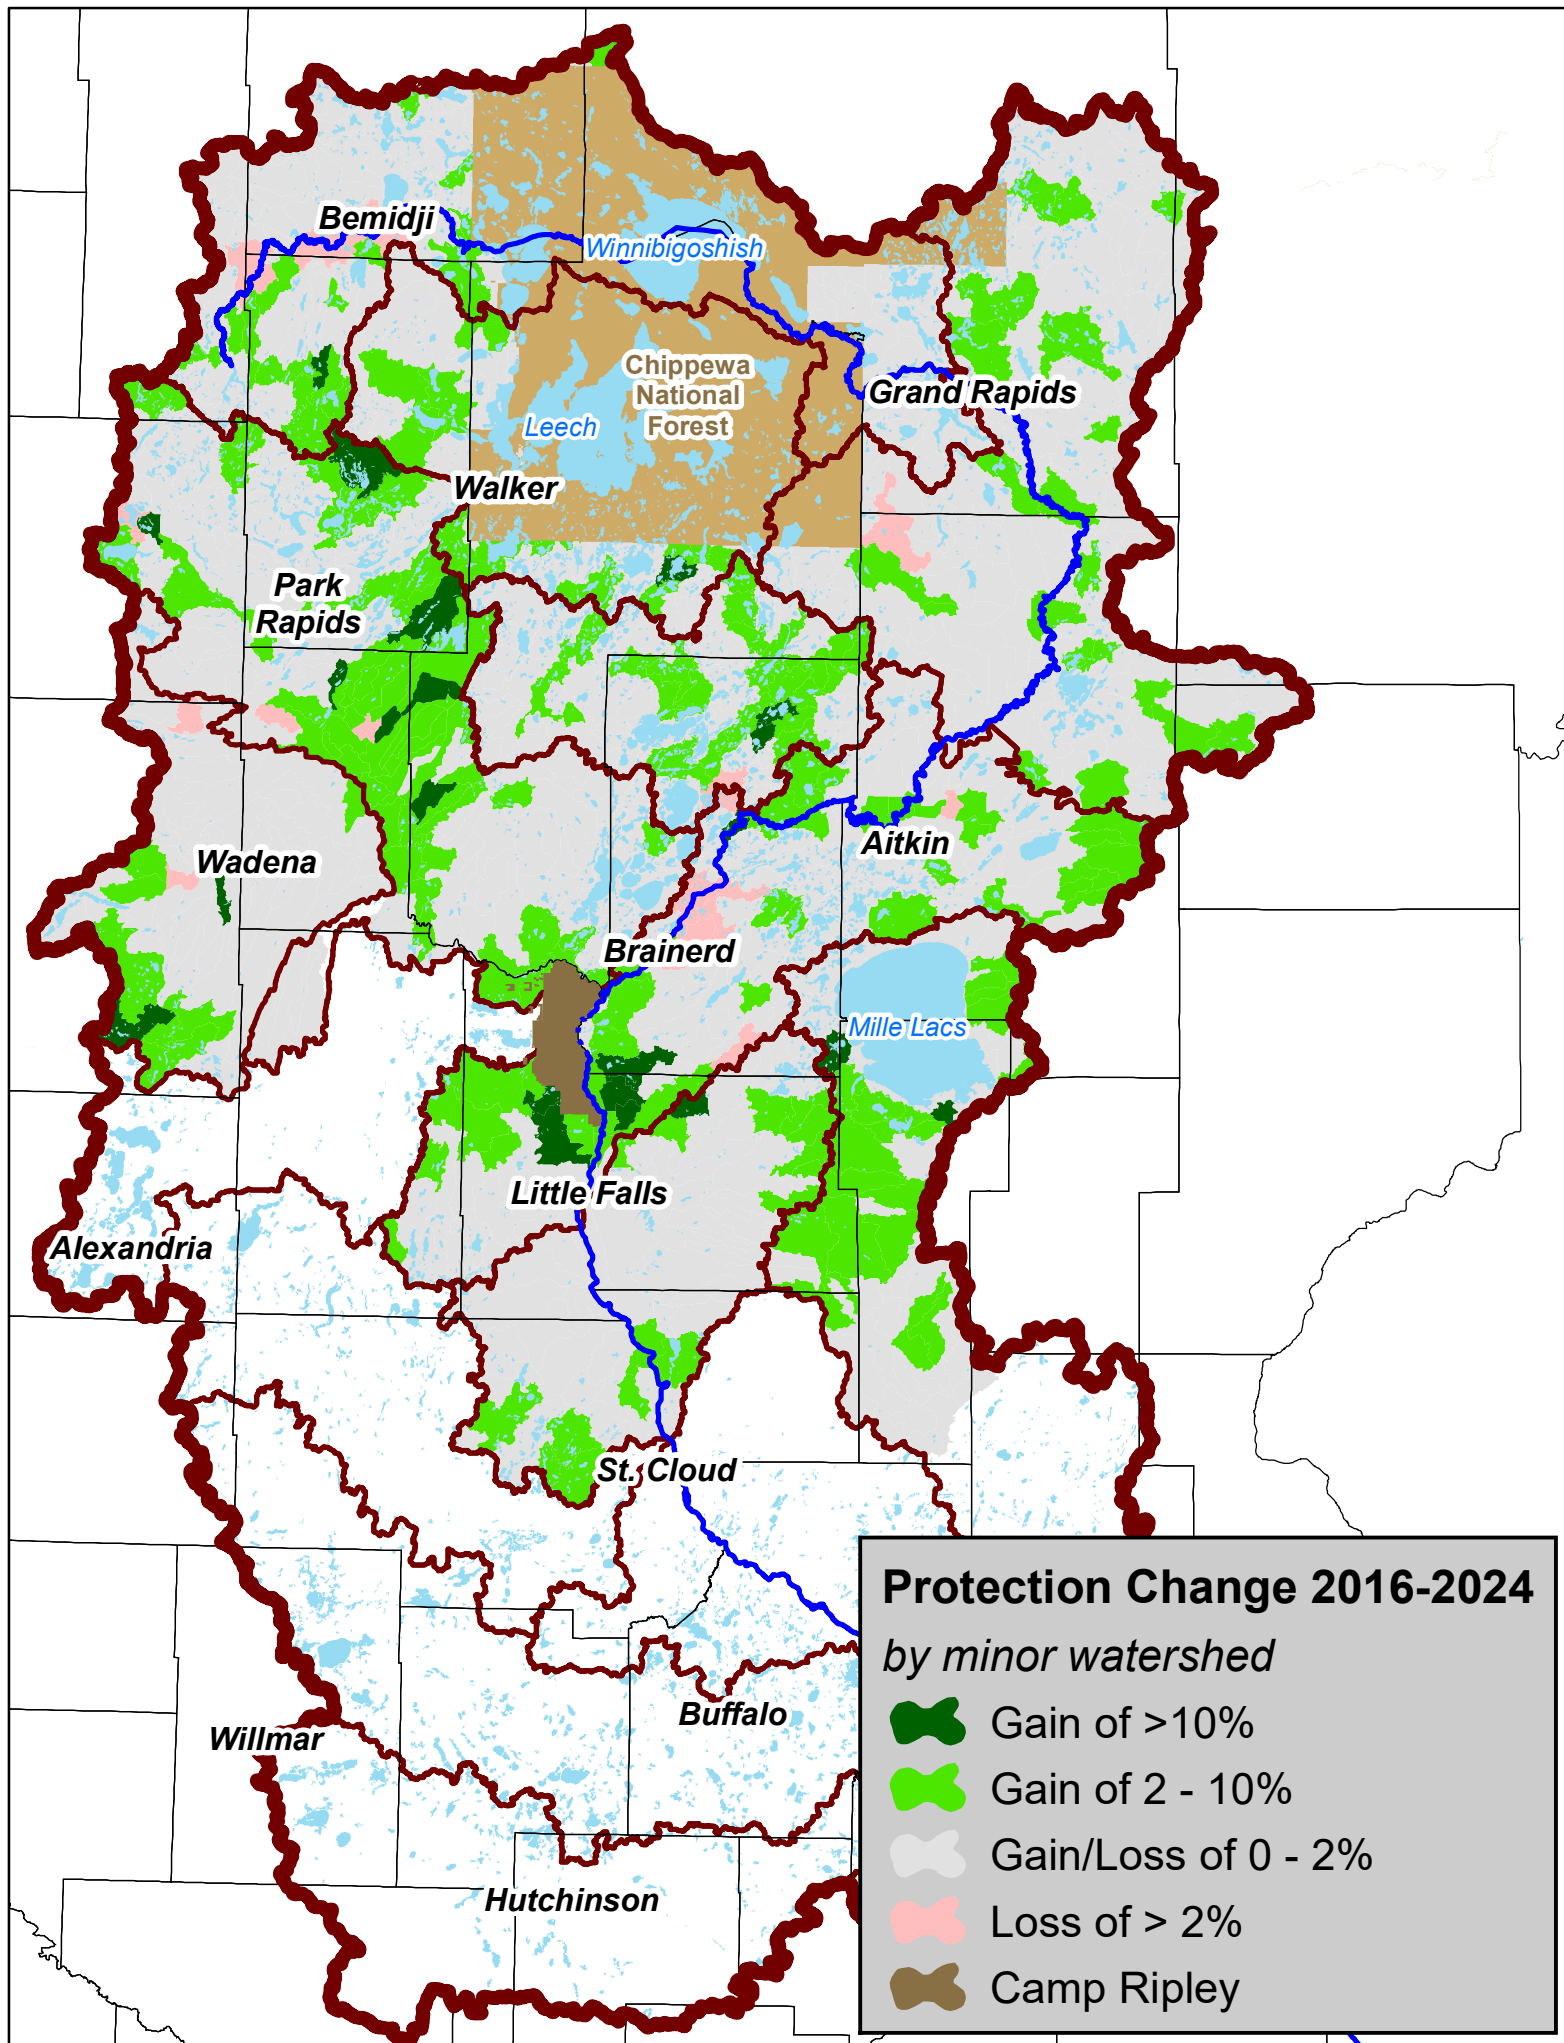 Bemidji
Winnibigoshish
Chippewa
National
Forest
Grand Rapids
Leech
Walker
Park
Rapids
Aitkin
Wadena
Brainerd
Mille Lacs
Little Falls
Alexandria
St. Cloud
Buffalo
Willmar
Hutchinson
Protection Change 2016-2024
by minor watershed
Gain of >10%
Gain of 2 - 10%
Gain/Loss of 0 - 2%
Loss of > 2%
Camp Ripley